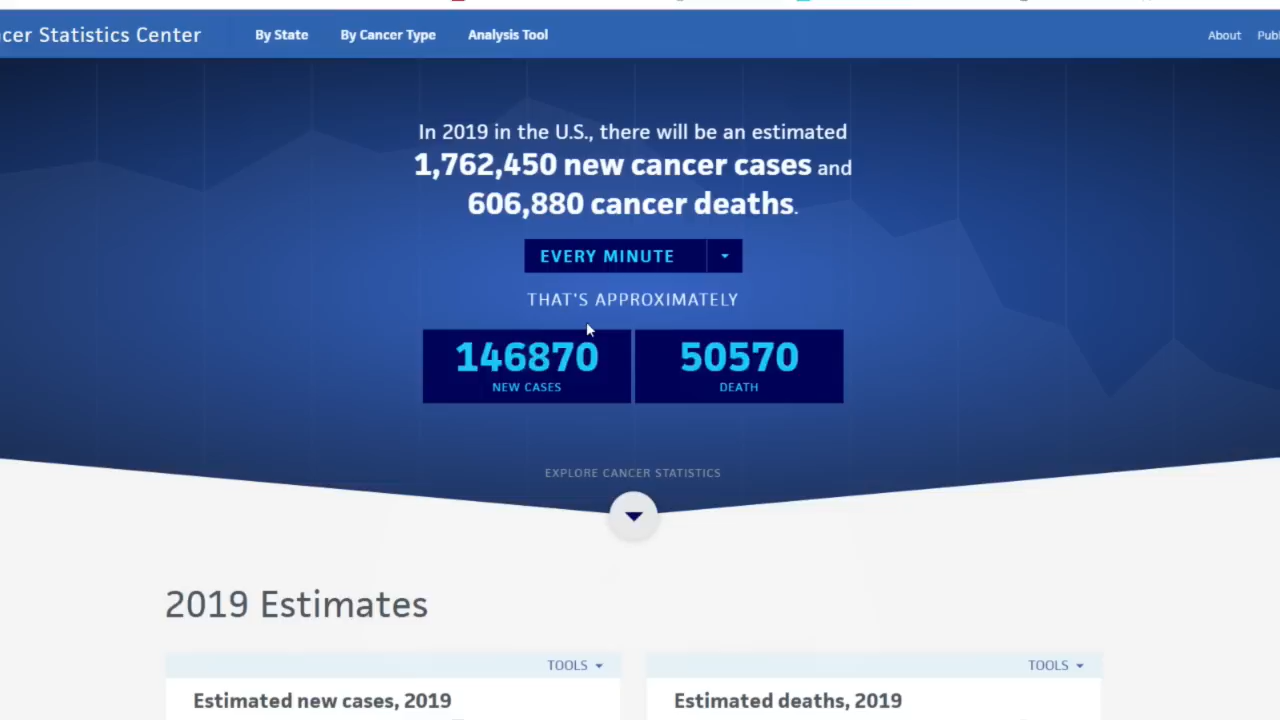 Statistics Center
By State
By Cancer Type
Analysis Tool
About
In 2019 in the U.S., there will be an estimated
1,762,450 new cancer cases and
606,880 cancer deaths.
EVERY MINUTE
THAT'S APPROXIMATELY
146870
NEW CASES
50570
DEATH
EXPLORE CANCER STATISTICS
2019 Estimates
TOOLS
TOOLS
Estimated new cases, 2019
Estimated deaths, 2019